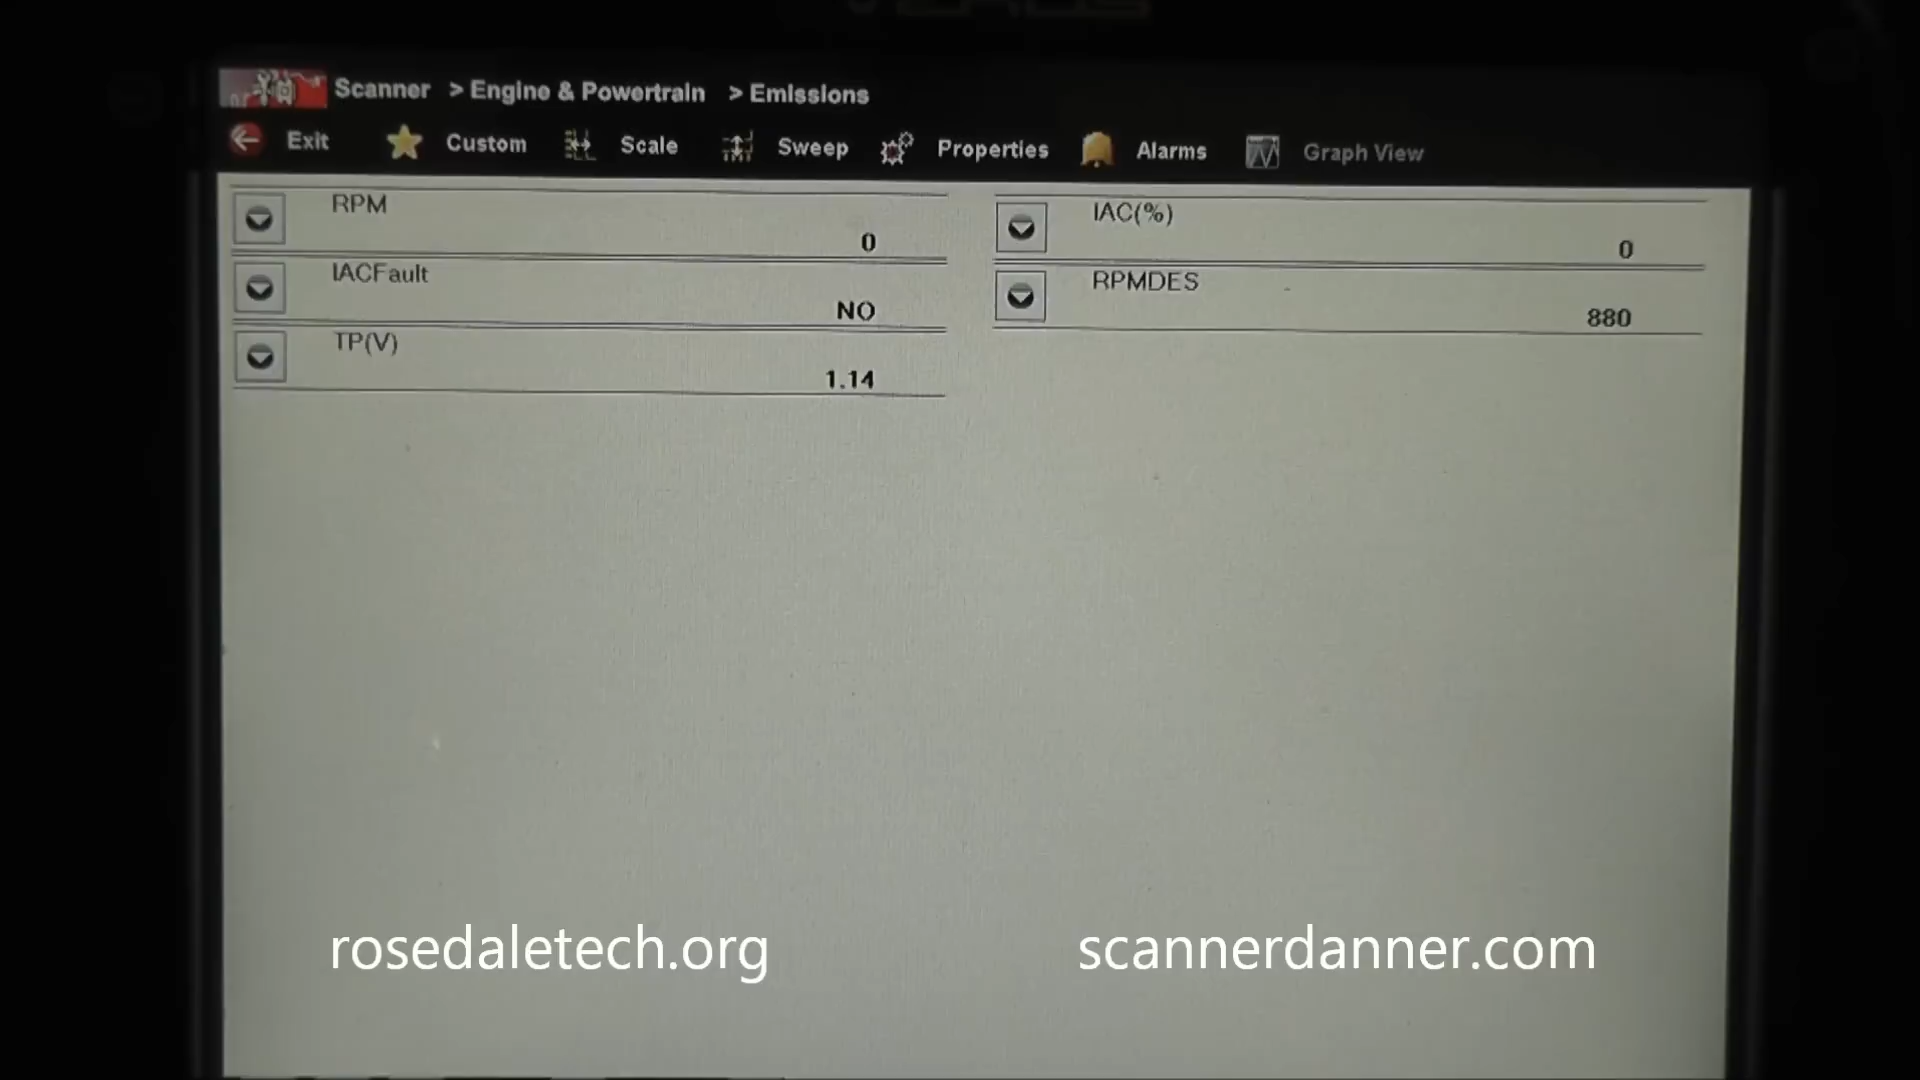 Scanner > Engine & Powertrain > Emissions
Exit Custom Scale Sweep Properties Alarms Graph View
RPM 0
IAC(%) 0
IACFault NO
RPMDES 880
TP(V) 1.14
rosedaletech.org
scannerdanner.com